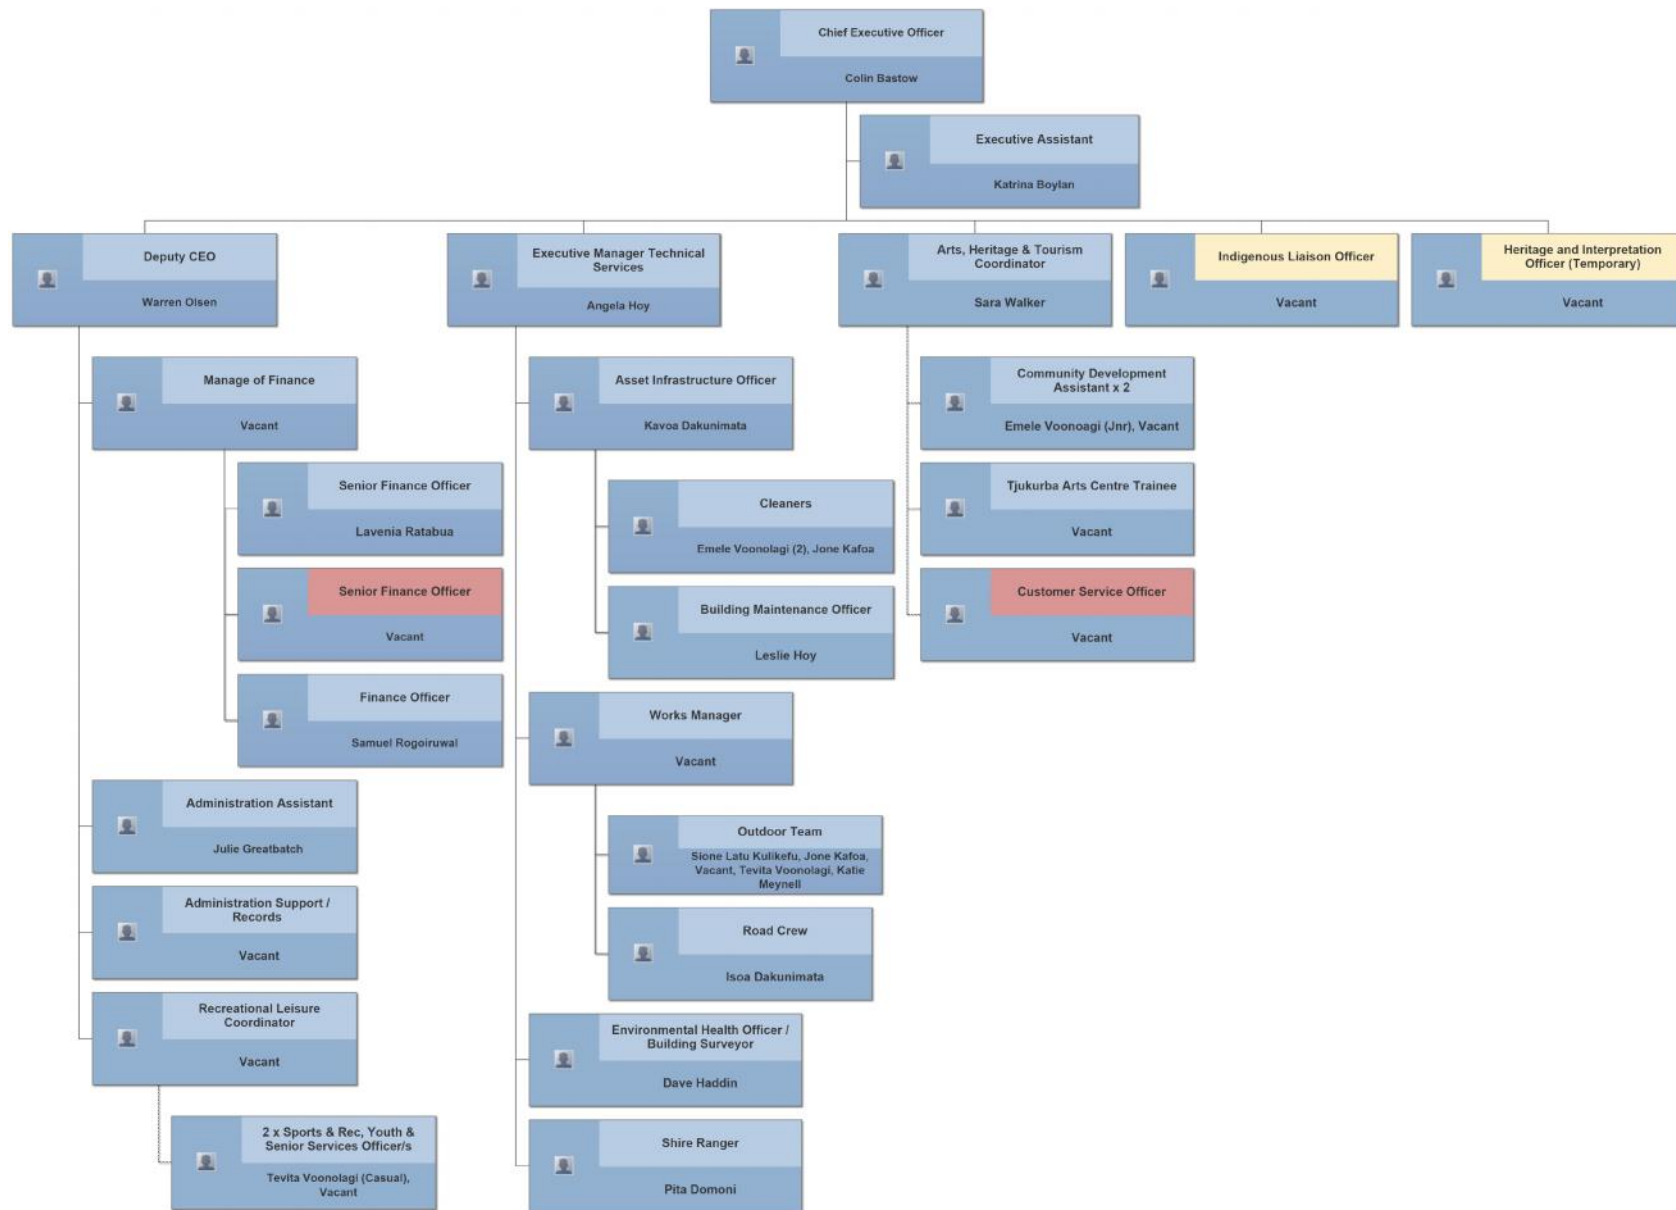 Chief Executive Officer
Colin Bastow
Executive Assistant
Katrina Boylan
Deputy CEO
Warren Olsen
Manage of Finance
Vacant
Senior Finance Officer
Lavenia Ratabua
Senior Finance Officer
Vacant
Finance Officer
Samuel Rogoiruwal
Administration Assistant
Julie Greatbatch
Administration Support /
Records
Vacant
Recreational Leisure
Coordinator
Vacant
2 x Sports & Rec, Youth &
Senior Services Officer/s
Tevita Voonolagi (Casual),
Vacant
Executive Manager Technical
Services
Angela Hoy
Asset Infrastructure Officer
Kavoa Dakunimata
Cleaners
Emele Voonolagi (2), Jone Kafoa
Building Maintenance Officer
Leslie Hoy
Works Manager
Vacant
Outdoor Team
Sione Latu Kulikefu, Jone Kafoa,
Vacant, Tevita Voonolagi, Katie
Meynell
Road Crew
Isoa Dakunimata
Environmental Health Officer /
Building Surveyor
Dave Haddin
Shire Ranger
Pita Domoni
Arts, Heritage & Tourism
Coordinator
Sara Walker
Community Development
Assistant x 2
Emele Voonoagi (Jnr), Vacant
Tjukurba Arts Centre Trainee
Vacant
Customer Service Officer
Vacant
Indigenous Liaison Officer
Vacant
Heritage and Interpretation
Officer (Temporary)
Vacant